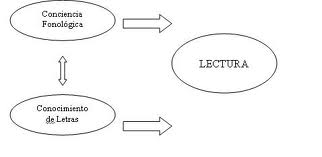 Conciencia
Fonológica
LECTURA
Conocimiento
de Letras